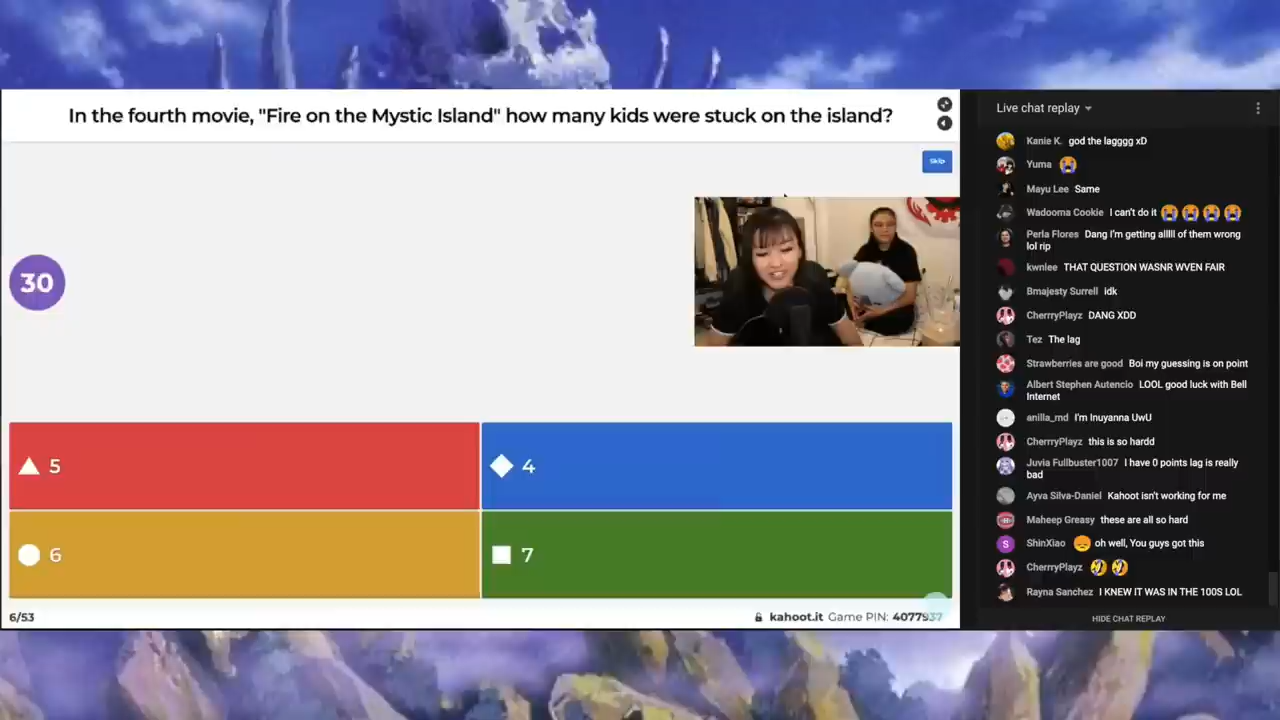 In the fourth movie, "Fire on the Mystic Island" how many kids were stuck on the island?
Skip
30
5
4
6
7
6/53
kahoot.it Game PIN: 4077937
Live chat replay
Kanie K. god the lagggg xD
Yuma 😭
Mayu Lee Same
Wadooma Cookie I can't do it 😭😭😭😭
Perla Flores Dang I'm getting alllll of them wrong
lol rip
kwnlee THAT QUESTION WASNR WVEN FAIR
Bmajesty Surrell idk
CherrryPlayz DANG XDD
Tez The lag
Strawberries are good Boi my guessing is on point
Albert Stephen Autencio LOOL good luck with Bell
Internet
anilla_rnd I'm Inuyanna UwU
CherrryPlayz this is so hardd
Juvia Fullbuster1007 I have 0 points lag is really
bad
Ayva Silva-Daniel Kahoot isn't working for me
Maheep Greasy these are all so hard
S ShinXiao 😞 oh well, You guys got this
CherrryPlayz 🤣🤣
Rayna Sanchez I KNEW IT WAS IN THE 100S LOL
HIDE CHAT REPLAY